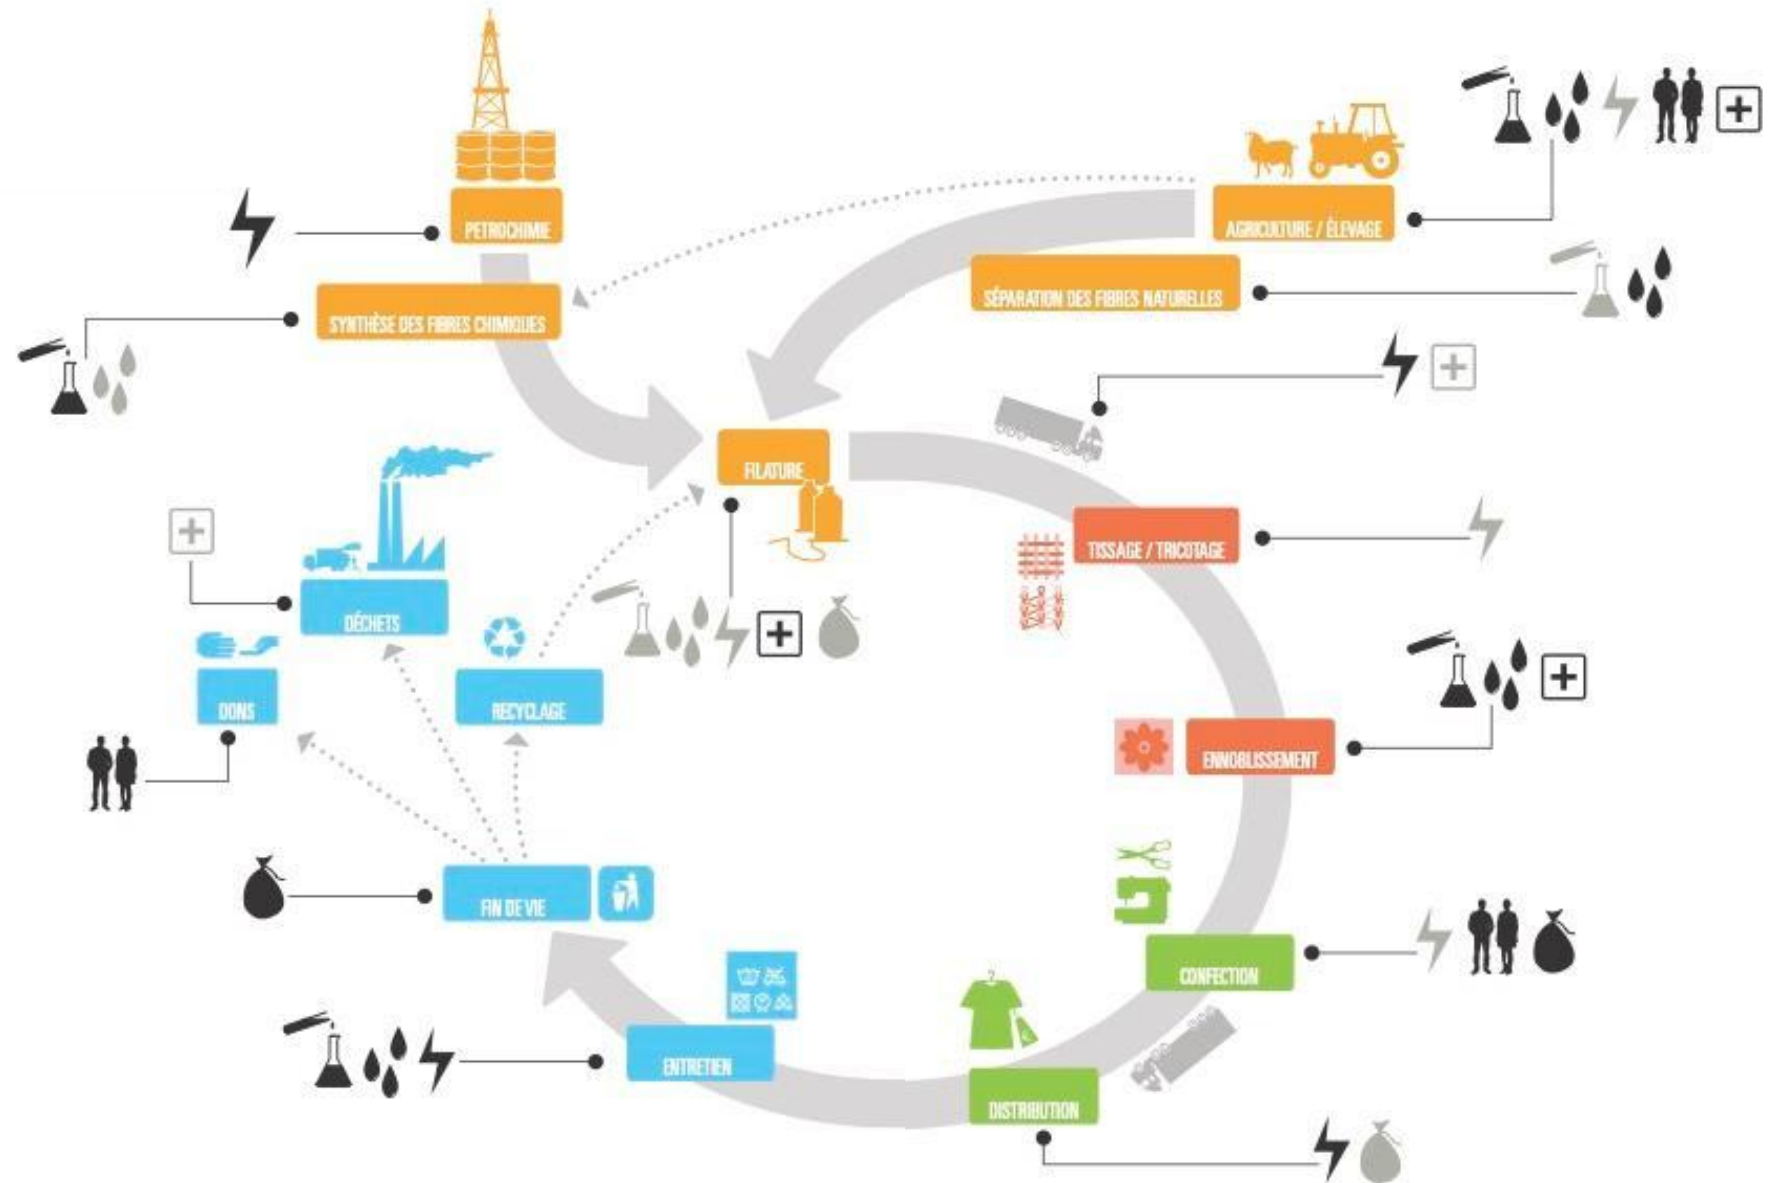 PETROCHIMIE
AGRICULTURE / ÉLEVAGE
SÉPARATION DES FIBRES NATURELLES
SYNTHÈSE DES FIBRES CHIMIQUES
FILATURE
TISSAGE / TRICOTAGE
DÉCHETS
DONS
RECYCLAGE
ENNOBLISSEMENT
FIN DE VIE
CONFECTION
ENTRETIEN
DISTRIBUTION